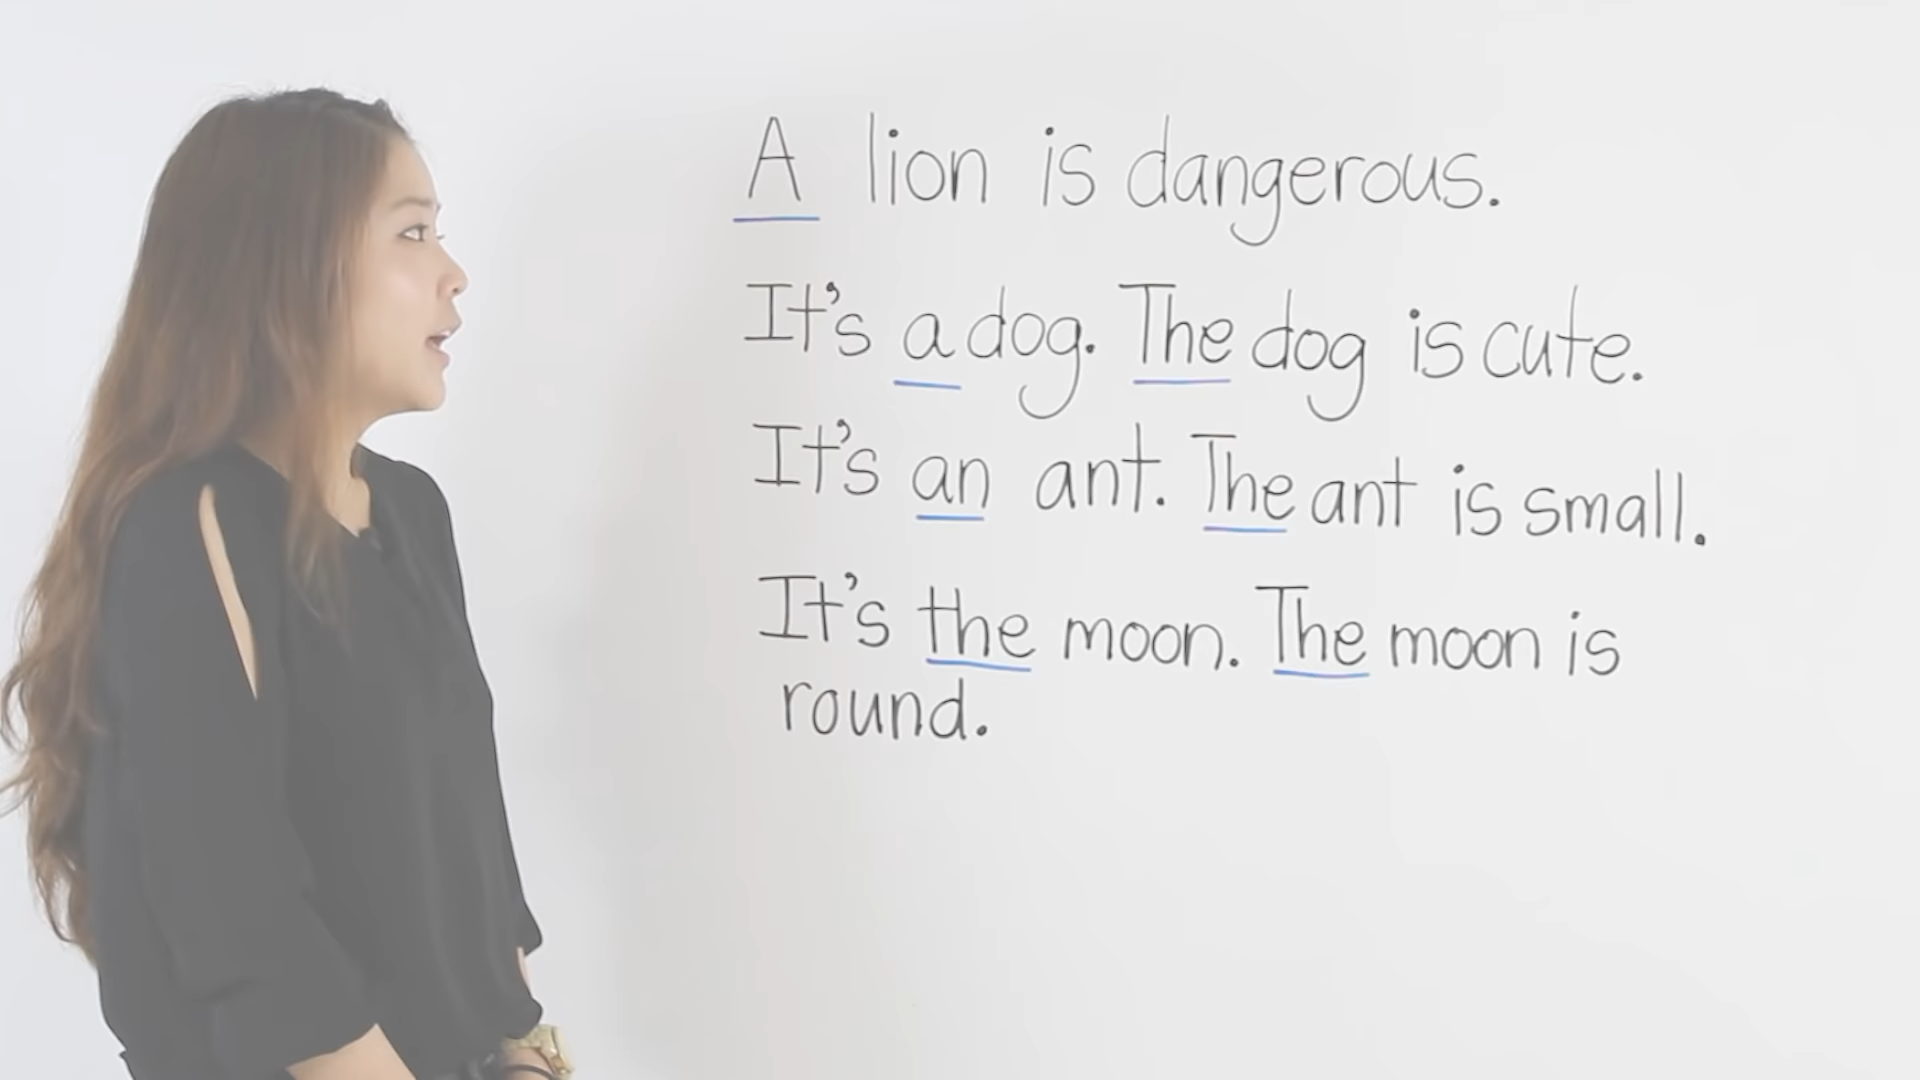 A lion is dangerous.
It's a dog. The dog is cute.
It's an ant. The ant is small.
It's the moon. The moon is
round.